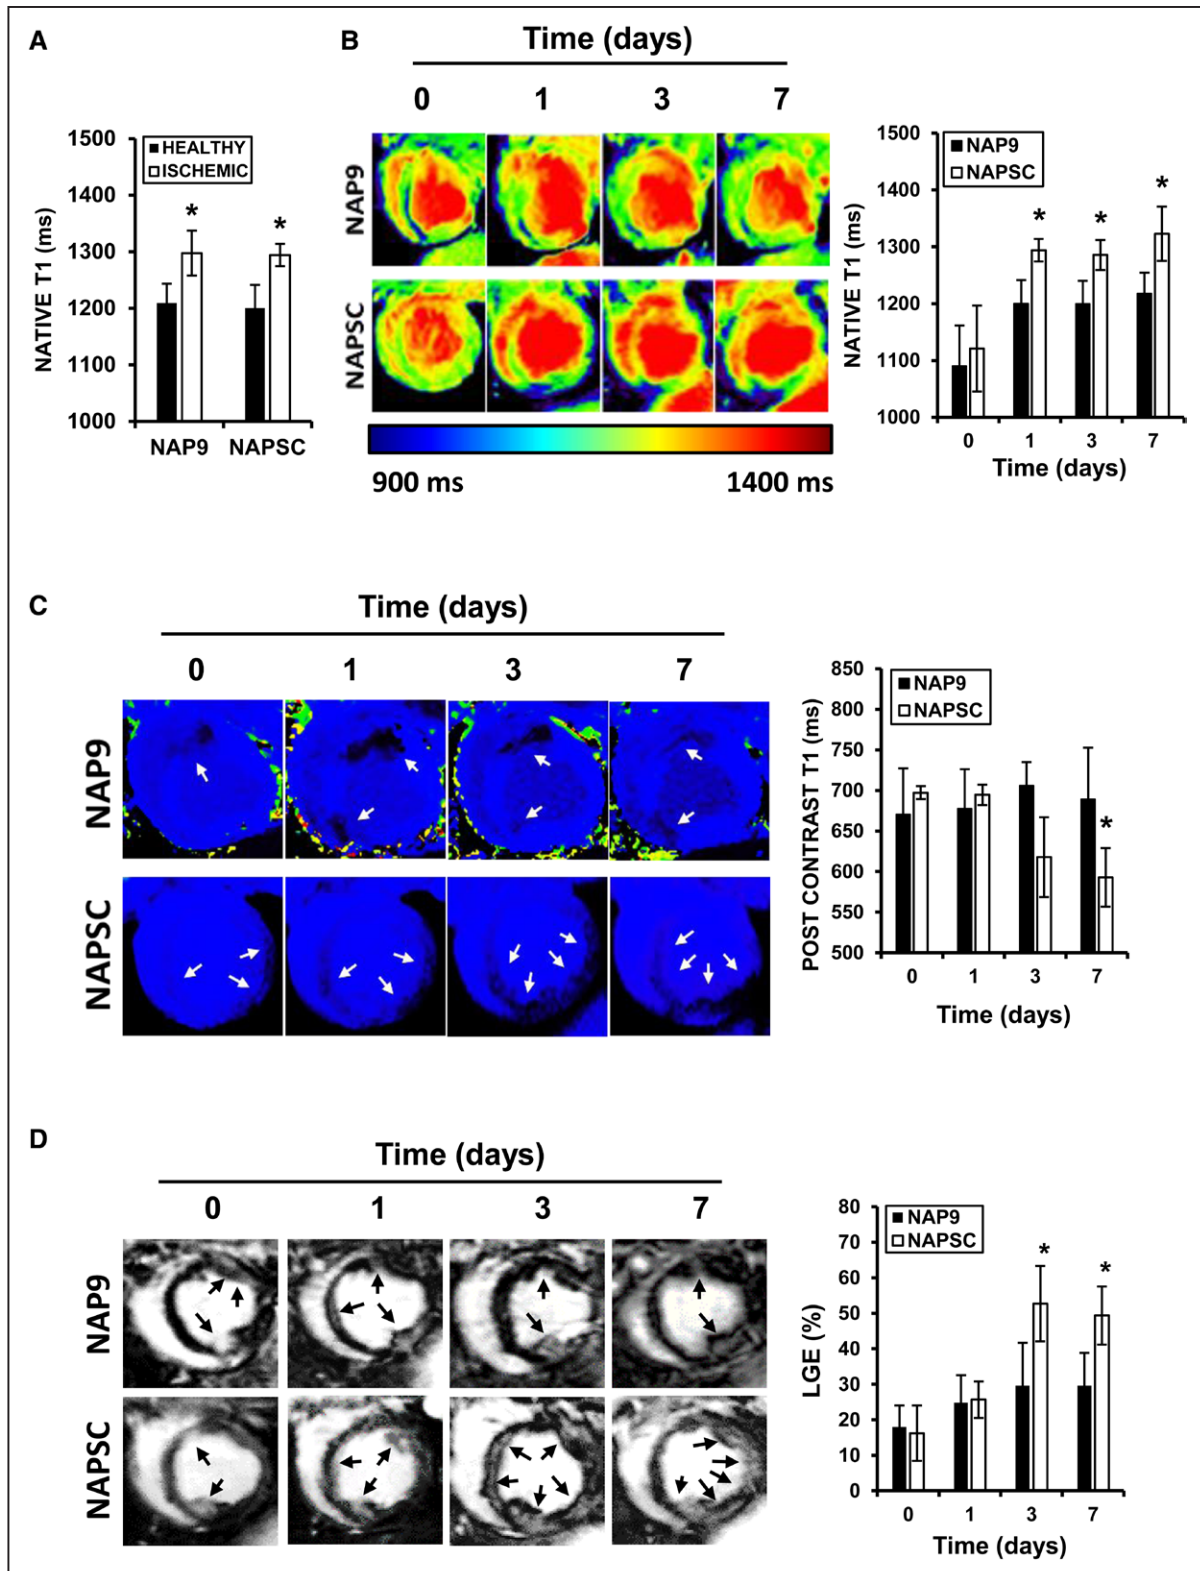 A
NATIVE T1 (ms)
1500
1400
1300
1200
1100
1000
HEALTHY
ISCHEMIC
*
*
NAP9
NAPSC
B
Time (days)
0
1
3
7
NAP9
NAPSC
900 ms
1400 ms
NATIVE T1 (ms)
1500
1400
1300
1200
1100
1000
NAP9
NAPSC
*
*
*
0
1
3
7
Time (days)
C
Time (days)
0
1
3
7
NAP9
NAPSC
POST CONTRAST T1 (ms)
850
800
750
700
650
600
550
500
NAP9
NAPSC
*
0
1
3
7
Time (days)
D
Time (days)
0
1
3
7
NAP9
NAPSC
LGE (%)
80
70
60
50
40
30
20
10
0
NAP9
NAPSC
*
*
0
1
3
7
Time (days)